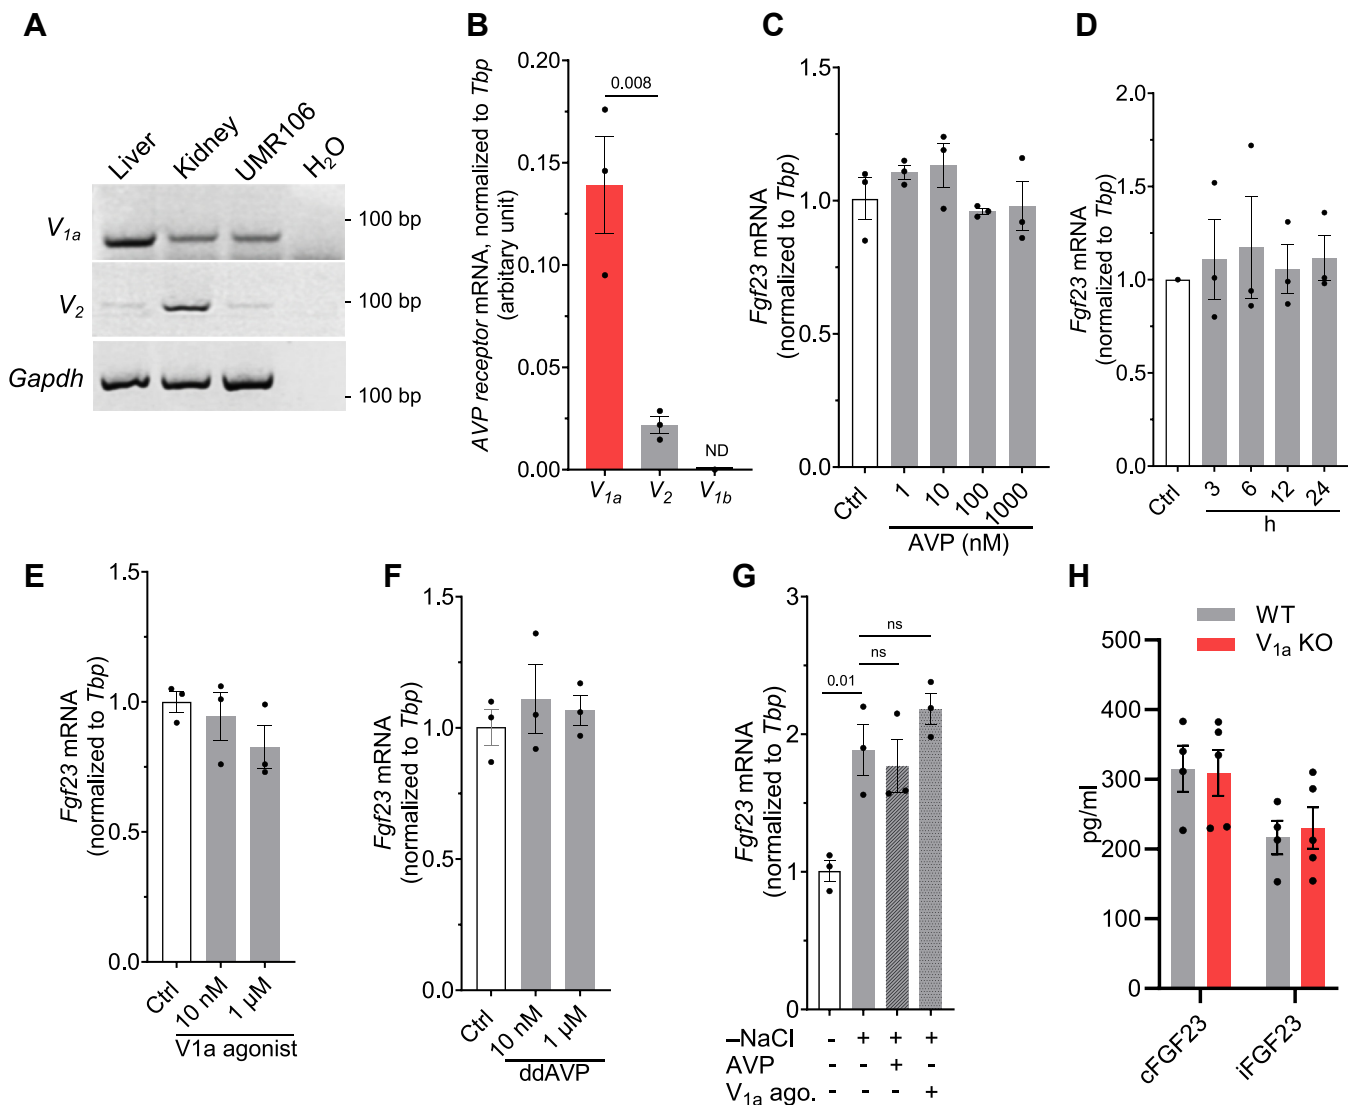 A
Liver
Kidney
UMR106
H2O
V1a
- 100 bp
V2
- 100 bp
Gapdh
- 100 bp
B
AVP receptor mRNA, normalized to Tbp
(arbitary unit)
0.20
0.15
0.10
0.05
0.00
0.008
ND
V1a
V2
V1b
C
Fgf23 mRNA
(normalized to Tbp)
1.5
1.0
0.5
0.0
Ctrl
1
10
100
1000
AVP (nM)
D
Fgf23 mRNA
(normalized to Tbp)
2.0
1.5
1.0
0.5
0.0
Ctrl
3
6
12
24
h
E
Fgf23 mRNA
(normalized to Tbp)
1.5
1.0
0.5
0.0
Ctrl
10 nM
1 µM
V1a agonist
F
Fgf23 mRNA
(normalized to Tbp)
1.5
1.0
0.5
0.0
Ctrl
10 nM
1 µM
ddAVP
G
Fgf23 mRNA
(normalized to Tbp)
3
2
1
0
ns
ns
0.01
–NaCl - + + +
AVP - - + -
V1a ago. - - - +
H
WT
V1a KO
pg/ml
500
400
300
200
100
0
cFGF23
iFGF23